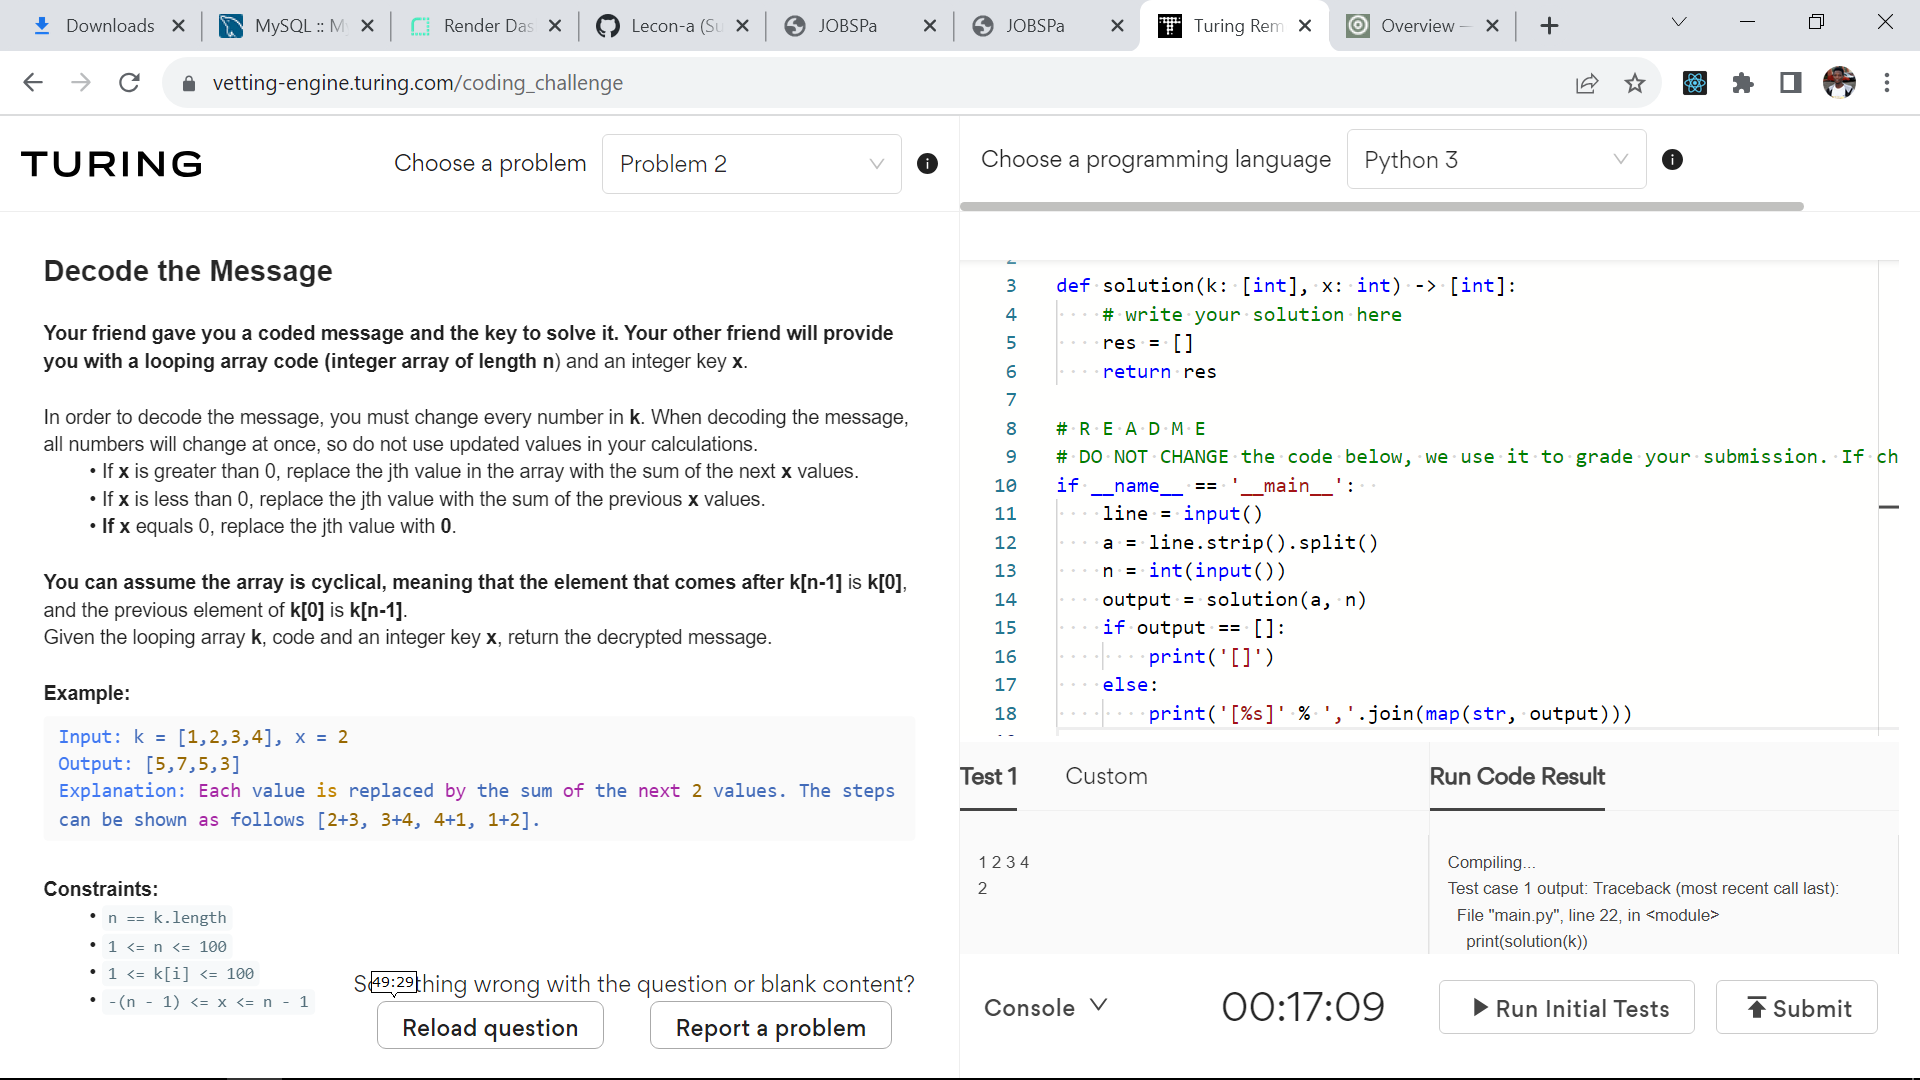 Downloads
MySQL :: M
Render Das
Lecon-a (Su
JOBSPa
JOBSPa
Turing Rem
Overview —
vetting-engine.turing.com/coding_challenge
TURING
Choose a problem
Problem 2
Choose a programming language
Python 3
Decode the Message
Your friend gave you a coded message and the key to solve it. Your other friend will provide
you with a looping array code (integer array of length n) and an integer key x.
In order to decode the message, you must change every number in k. When decoding the message,
all numbers will change at once, so do not use updated values in your calculations.
• If x is greater than 0, replace the jth value in the array with the sum of the next x values.
• If x is less than 0, replace the jth value with the sum of the previous x values.
• If x equals 0, replace the jth value with 0.
You can assume the array is cyclical, meaning that the element that comes after k[n-1] is k[0],
and the previous element of k[0] is k[n-1].
Given the looping array k, code and an integer key x, return the decrypted message.
Example:
Input: k = [1,2,3,4], x = 2
Output: [5,7,5,3]
Explanation: Each value is replaced by the sum of the next 2 values. The steps
can be shown as follows [2+3, 3+4, 4+1, 1+2].
Constraints:
• n == k.length
• 1 <= n <= 100
• 1 <= k[i] <= 100
• -(n - 1) <= x <= n - 1
49:29
thing wrong with the question or blank content?
Reload question
Report a problem
3 def solution(k: [int], x: int) -> [int]:
4 # write your solution here
5 res = []
6 return res
7
8 # R E A D M E
9 # DO NOT CHANGE the code below, we use it to grade your submission. If ch
10 if __name__ == '__main__':
11 line = input()
12 a = line.strip().split()
13 n = int(input())
14 output = solution(a, n)
15 if output == []:
16 print('[]')
17 else:
18 print('[%s]' % ','.join(map(str, output)))
Test 1
Custom
Run Code Result
1 2 3 4
2
Compiling...
Test case 1 output: Traceback (most recent call last):
File "main.py", line 22, in <module>
print(solution(k))
Console
00:17:09
Run Initial Tests
Submit